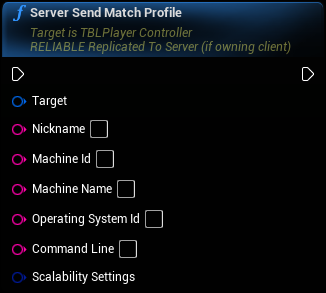 Server Send Match Profile
Target is TBLPlayer Controller
RELIABLE Replicated To Server (if owning client)
Target
Nickname
Machine Id
Machine Name
Operating System Id
Command Line
Scalability Settings